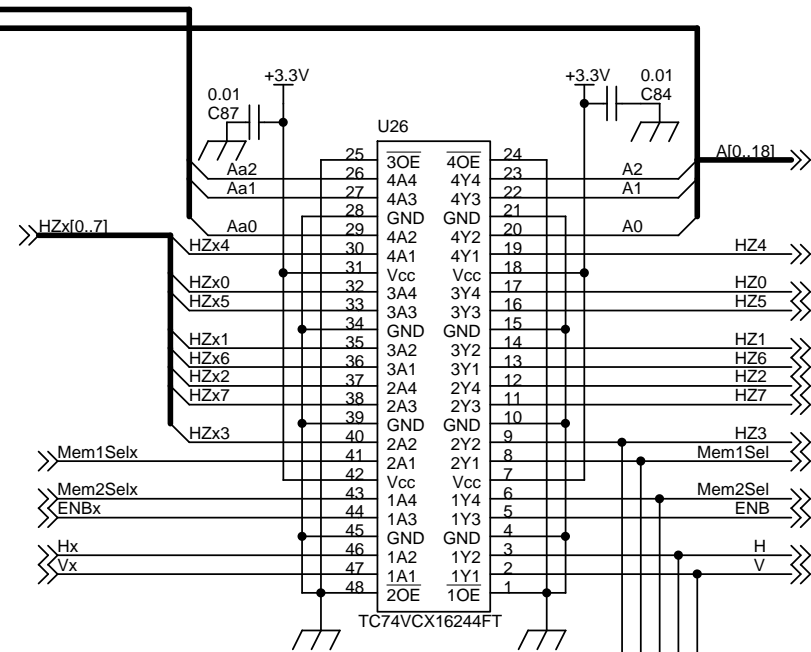 +3.3V
0.01
C87
+3.3V
0.01
C84
U26
25 3OE 4OE 24
Aa2 26 4A4 4Y4 23 A2
Aa1 27 4A3 4Y3 22 A1
28 GND GND 21
Aa0 29 4A2 4Y2 20 A0
A[0..18]
HZx[0..7]
HZx4 30 4A1 4Y1 19 HZ4
31 Vcc Vcc 18
HZx0 32 3A4 3Y4 17 HZ0
HZx5 33 3A3 3Y3 16 HZ5
34 GND GND 15
HZx1 35 3A2 3Y2 14 HZ1
HZx6 36 3A1 3Y1 13 HZ6
HZx2 37 2A4 2Y4 12 HZ2
HZx7 38 2A3 2Y3 11 HZ7
39 GND GND 10
HZx3 40 2A2 2Y2 9 HZ3
Mem1Selx 41 2A1 2Y1 8 Mem1Sel
42 Vcc Vcc 7
Mem2Selx 43 1A4 1Y4 6 Mem2Sel
ENBx 44 1A3 1Y3 5 ENB
45 GND GND 4
Hx 46 1A2 1Y2 3 H
Vx 47 1A1 1Y1 2 V
48 2OE 1OE 1
TC74VCX16244FT